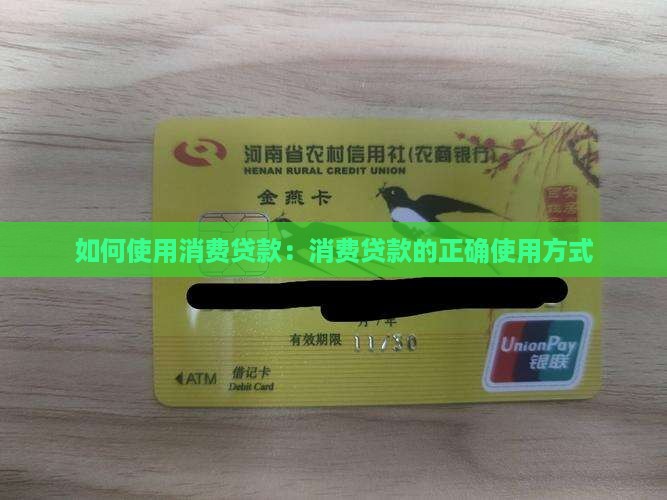 河南省农村信用社(农商银行)
HENAN RURAL CREDIT UNION
金燕卡
如何使用消费贷款：消费贷款的正确使用方式
月/年
有效期限 11/30
ATM
借记卡
Debit Card
UnionPay
银联